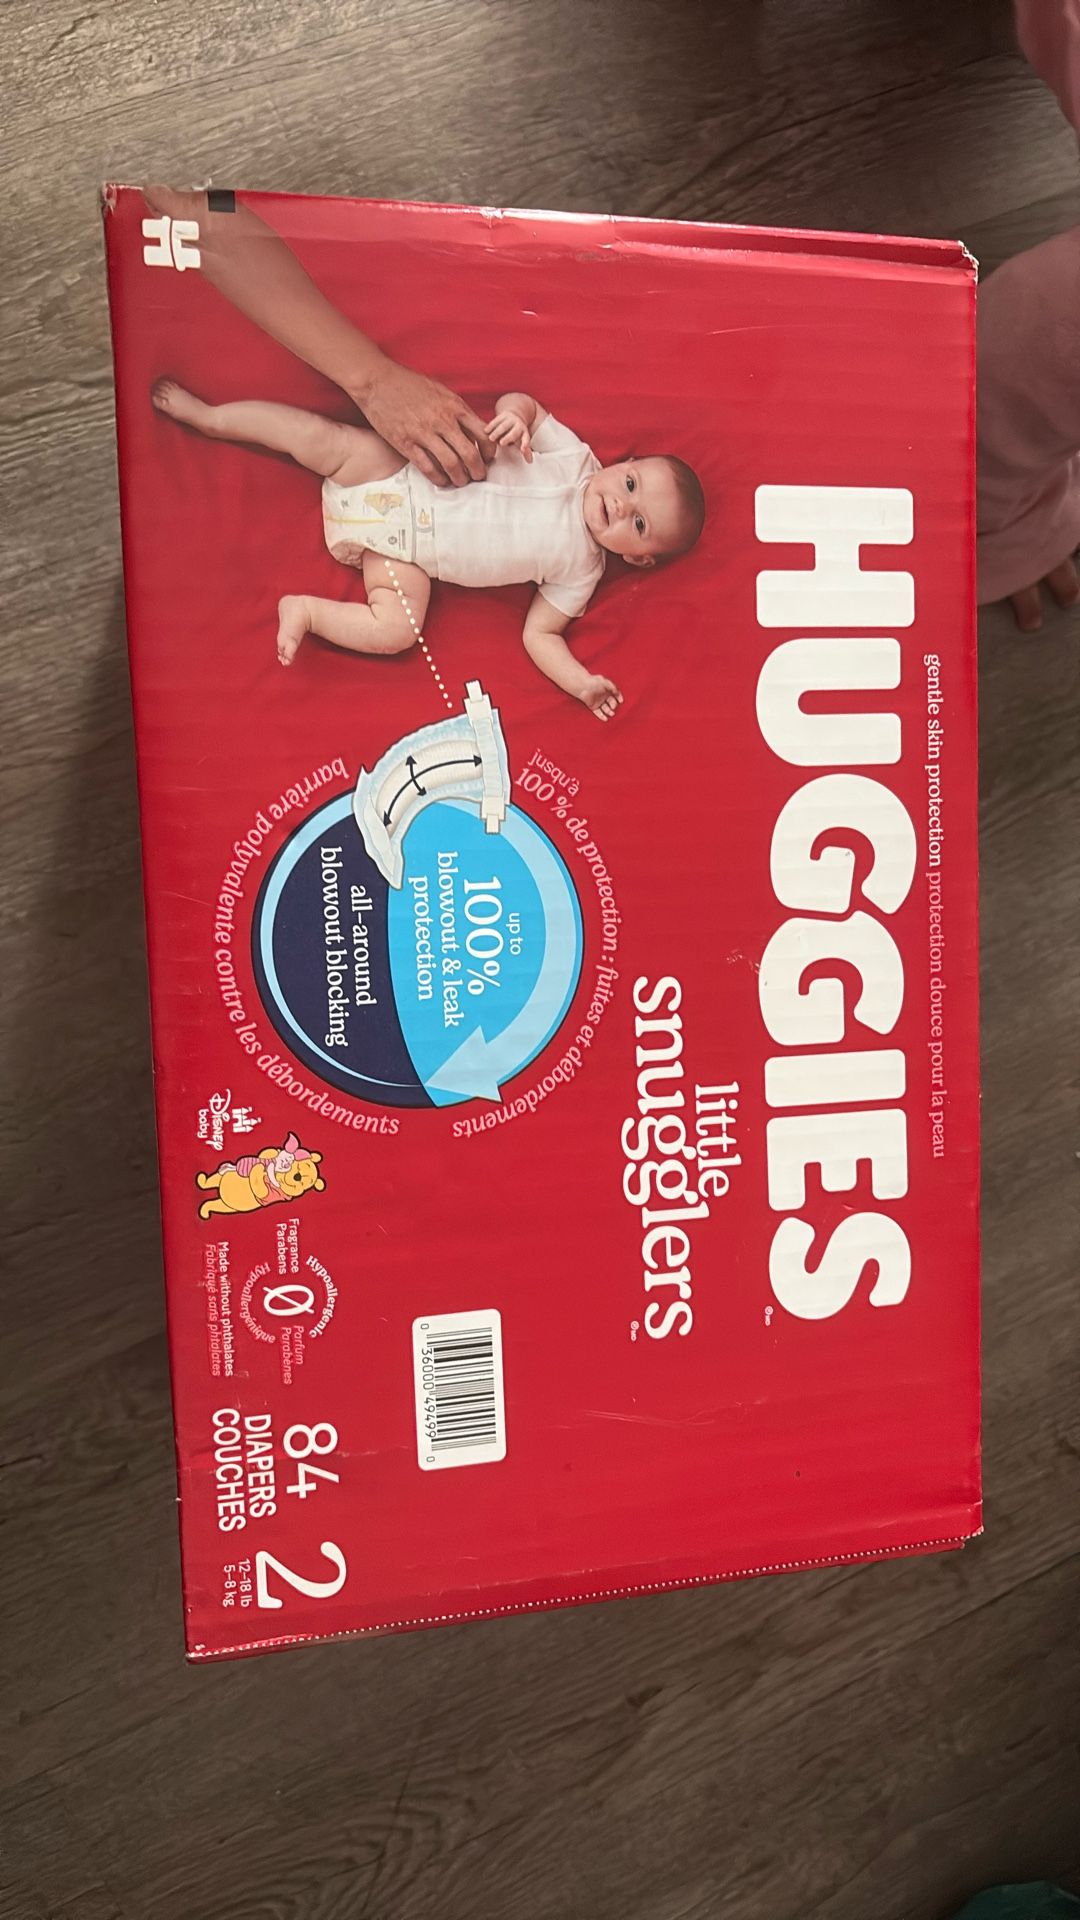 gentle skin protection protection douce pour la peau
HUGGIES
®MD
little
snugglers
®MD
jusqu'à
100 % de protection : fuites et débordements
up to
100%
blowout & leak
protection
all-around
blowout blocking
barrière polyvalente contre les débordements
H
0 36000 49499 0
Disney
baby
Hypoallergenic
Fragrance
Parabens
0
Parfum
Parabènes
Hypoallergénique
Made without phthalates
Fabriqué sans phtalates
84
DIAPERS
COUCHES
2
12-18 lb
5-8 kg